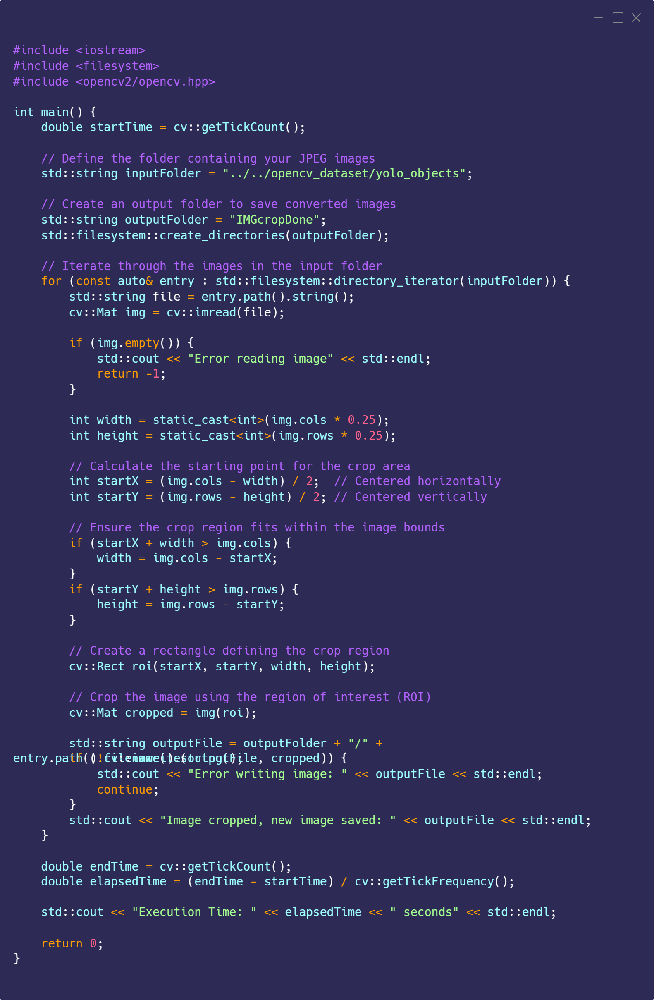 #include <iostream>
#include <filesystem>
#include <opencv2/opencv.hpp>
int main() {
    double startTime = cv::getTickCount();
    // Define the folder containing your JPEG images
    std::string inputFolder = "../../opencv_dataset/yolo_objects";
    // Create an output folder to save converted images
    std::string outputFolder = "IMGcropDone";
    std::filesystem::create_directories(outputFolder);
    // Iterate through the images in the input folder
    for (const auto& entry : std::filesystem::directory_iterator(inputFolder)) {
        std::string file = entry.path().string();
        cv::Mat img = cv::imread(file);
        if (img.empty()) {
            std::cout << "Error reading image" << std::endl;
            return -1;
        }
        int width = static_cast<int>(img.cols * 0.25);
        int height = static_cast<int>(img.rows * 0.25);
        // Calculate the starting point for the crop area
        int startX = (img.cols - width) / 2;  // Centered horizontally
        int startY = (img.rows - height) / 2; // Centered vertically
        // Ensure the crop region fits within the image bounds
        if (startX + width > img.cols) {
            width = img.cols - startX;
        }
        if (startY + height > img.rows) {
            height = img.rows - startY;
        }
        // Create a rectangle defining the crop region
        cv::Rect roi(startX, startY, width, height);
        // Crop the image using the region of interest (ROI)
        cv::Mat cropped = img(roi);
        std::string outputFile = outputFolder + "/" +
entry.path().filename().string();
        if (!cv::imwrite(outputFile, cropped)) {
            std::cout << "Error writing image: " << outputFile << std::endl;
            continue;
        }
        std::cout << "Image cropped, new image saved: " << outputFile << std::endl;
    }
    double endTime = cv::getTickCount();
    double elapsedTime = (endTime - startTime) / cv::getTickFrequency();
    std::cout << "Execution Time: " << elapsedTime << " seconds" << std::endl;
    return 0;
}